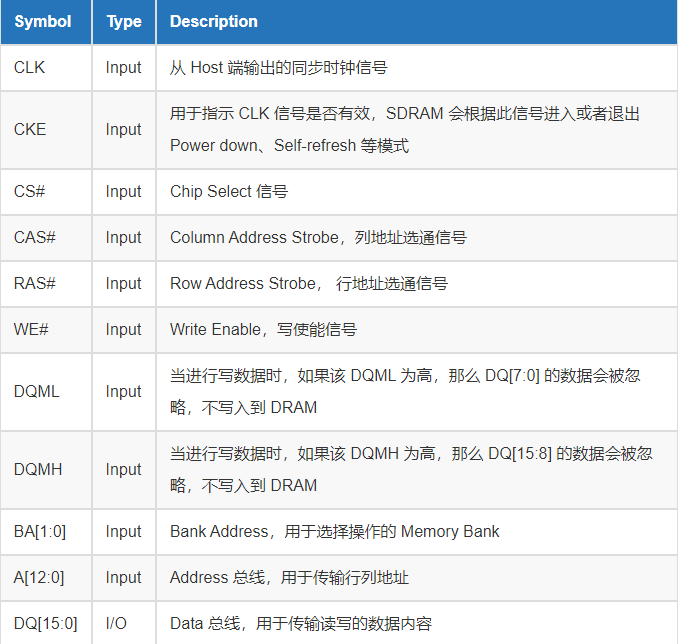 Symbol Type Description
CLK Input 从 Host 端输出的同步时钟信号
CKE Input 用于指示 CLK 信号是否有效，SDRAM 会根据此信号进入或者退出
Power down、Self-refresh 等模式
CS# Input Chip Select 信号
CAS# Input Column Address Strobe，列地址选通信号
RAS# Input Row Address Strobe， 行地址选通信号
WE# Input Write Enable，写使能信号
DQML Input 当进行写数据时，如果该 DQML 为高，那么 DQ[7:0] 的数据会被忽
略，不写入到 DRAM
DQMH Input 当进行写数据时，如果该 DQMH 为高，那么 DQ[15:8] 的数据会被忽
略，不写入到 DRAM
BA[1:0] Input Bank Address，用于选择操作的 Memory Bank
A[12:0] Input Address 总线，用于传输行列地址
DQ[15:0] I/O Data 总线，用于传输读写的数据内容